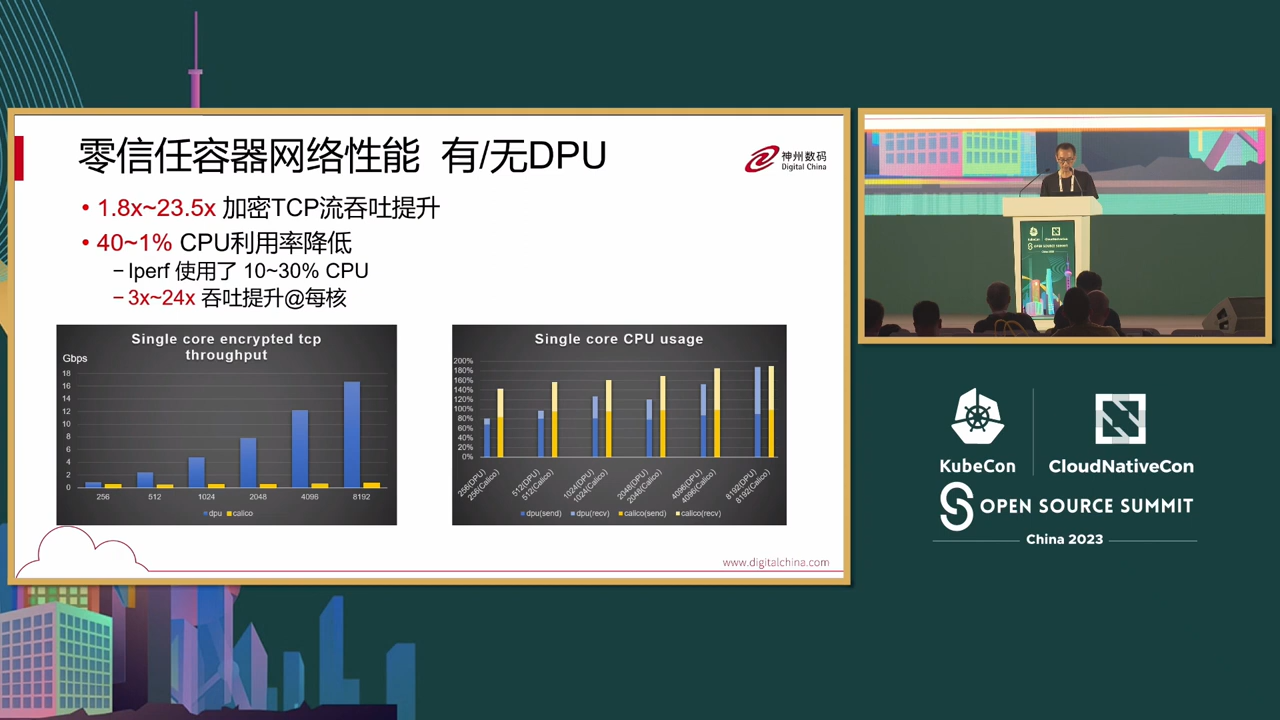 零信任容器网络性能 有/无DPU
神州数码
Digital China
• 1.8x~23.5x 加密TCP流吞吐提升
• 40~1% CPU利用率降低
– Iperf 使用了 10~30% CPU
– 3x~24x 吞吐提升@每核
Single core encrypted tcp
throughput
Gbps
18
16
14
12
10
8
6
4
2
0
256 512 1024 2048 4096 8192
dpu calico
Single core CPU usage
200%
180%
160%
140%
120%
100%
80%
60%
40%
20%
0%
256(DPU)
256(Calico)
512(DPU)
512(Calico)
1024(DPU)
1024(Calico)
2048(DPU)
2048(Calico)
4096(DPU)
4096(Calico)
8192(DPU)
8192(Calico)
dpu(send) dpu(recv) calico(send) calico(recv)
www.digitalchina.com
KubeCon CloudNativeCon
OPEN SOURCE SUMMIT
China 2023